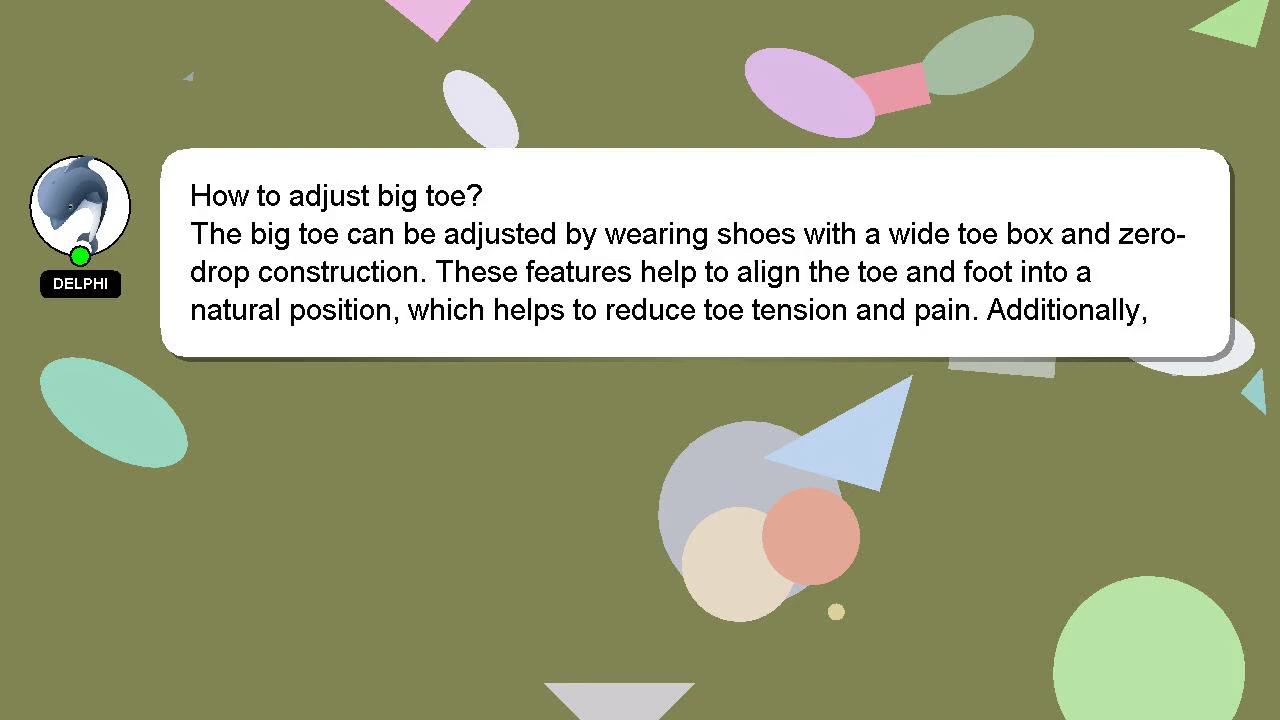 How to adjust big toe?
The big toe can be adjusted by wearing shoes with a wide toe box and zero-
drop construction. These features help to align the toe and foot into a
natural position, which helps to reduce toe tension and pain. Additionally,
DELPHI